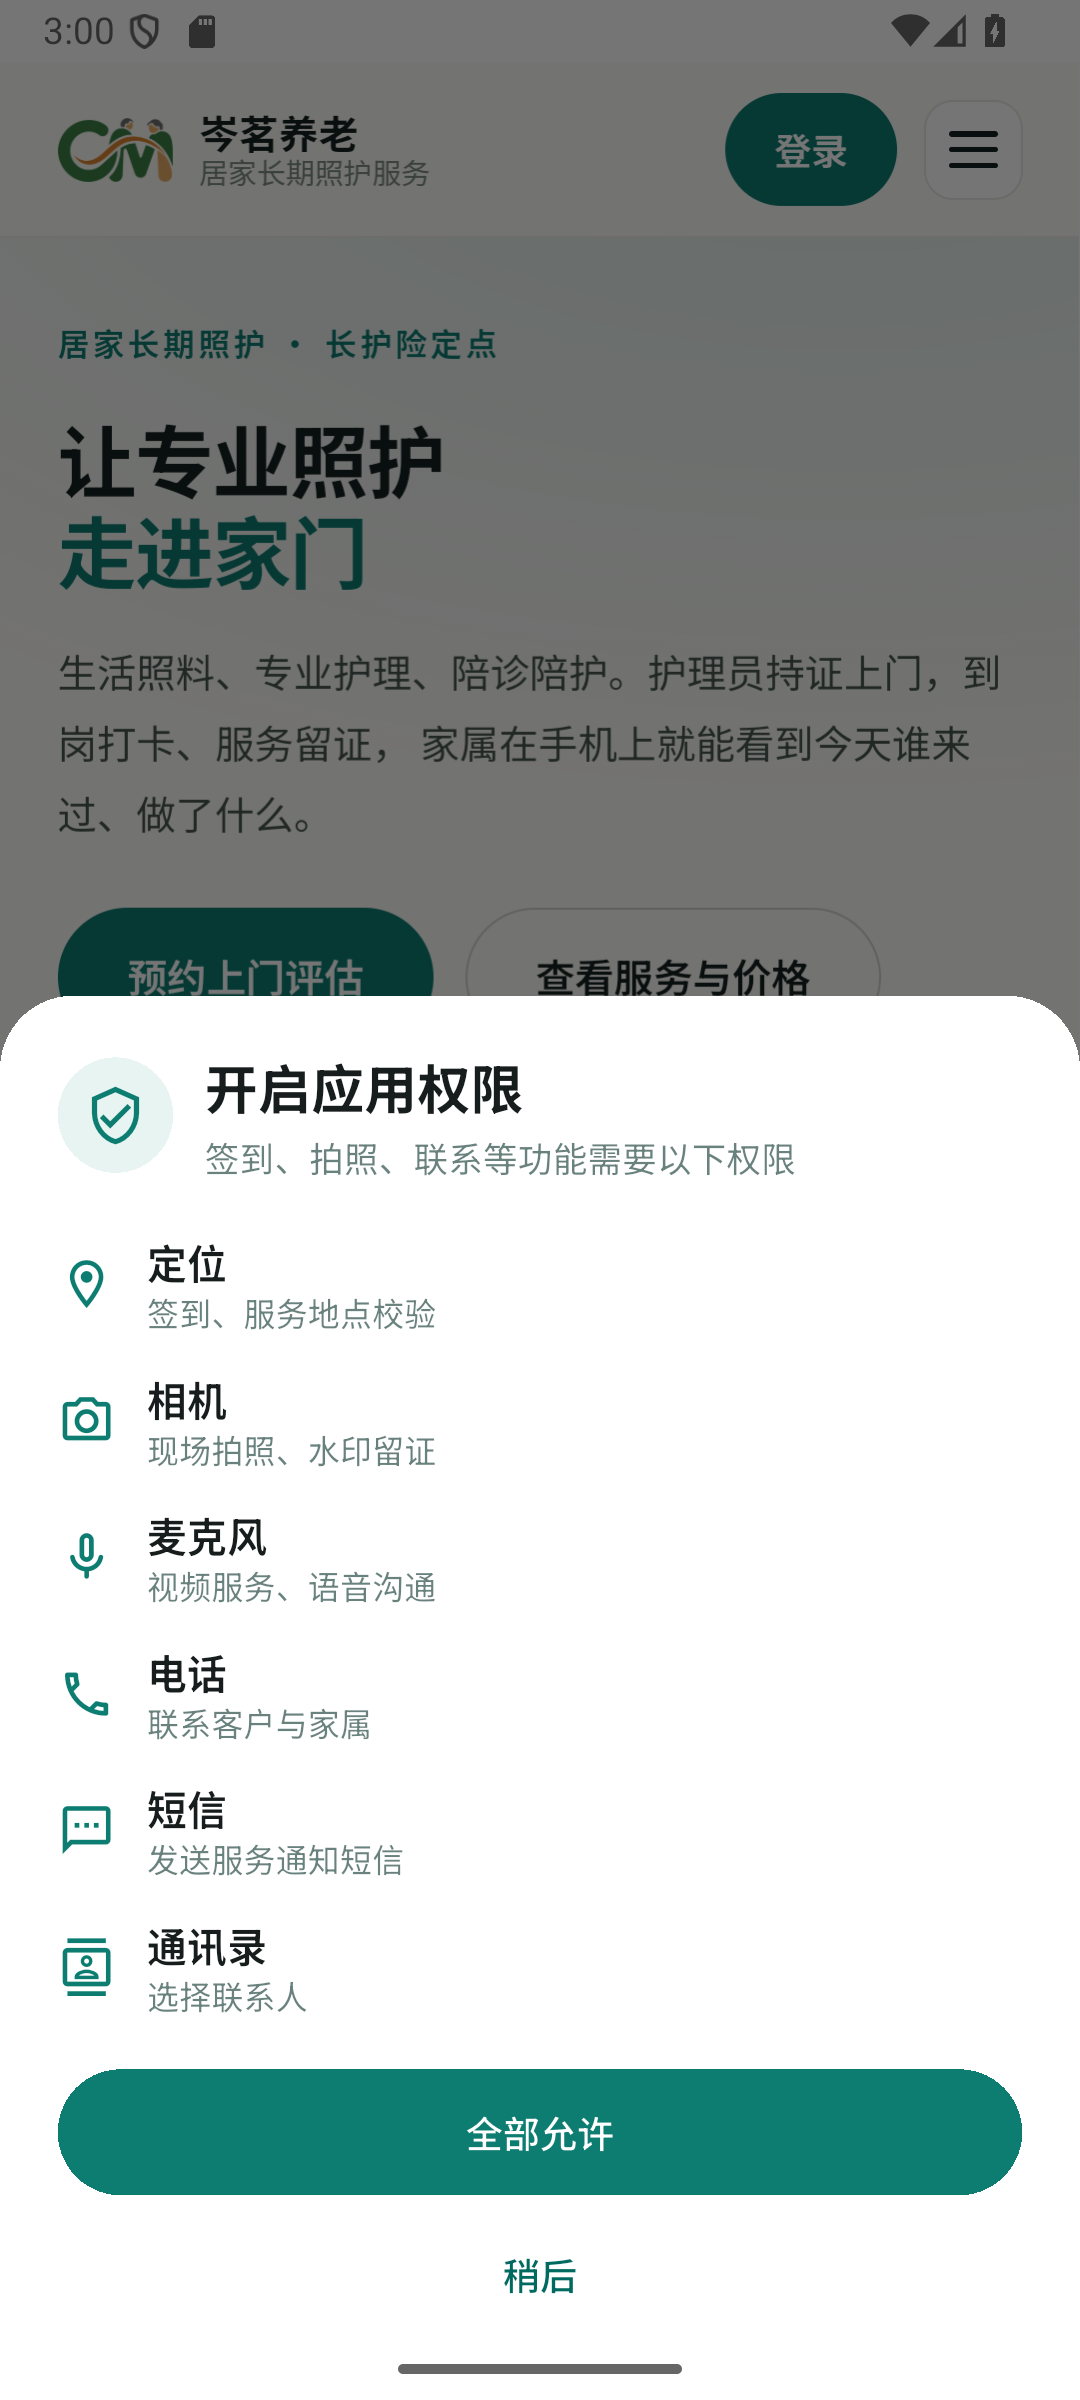 3:00
岑茗养老
居家长期照护服务
登录
居家长期照护 · 长护险定点
让专业照护
走进家门
生活照料、专业护理、陪诊陪护。护理员持证上门，到
岗打卡、服务留证， 家属在手机上就能看到今天谁来
过、做了什么。
预约上门评估
查看服务与价格
开启应用权限
签到、拍照、联系等功能需要以下权限
定位
签到、服务地点校验
相机
现场拍照、水印留证
麦克风
视频服务、语音沟通
电话
联系客户与家属
短信
发送服务通知短信
通讯录
选择联系人
全部允许
稍后